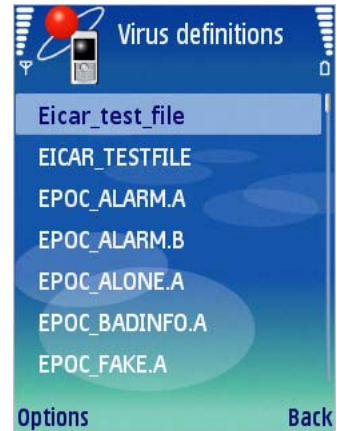 Virus definitions
Eicar_test_file
EICAR_TESTFILE
EPOC_ALARM.A
EPOC_ALARM.B
EPOC_ALONE.A
EPOC_BADINFO.A
EPOC_FAKE.A
Options Back